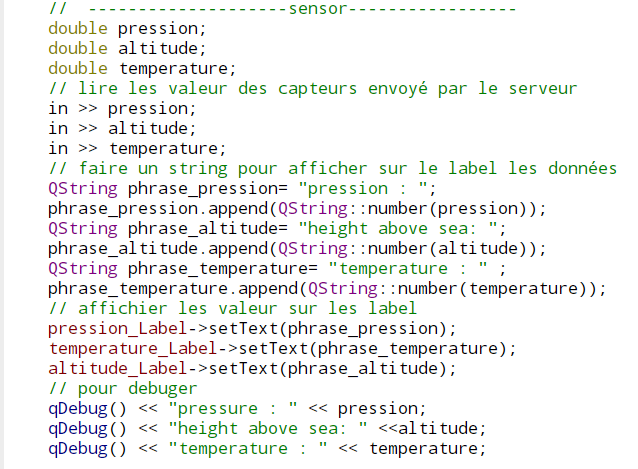 // --------------------sensor-----------------
double pression;
double altitude;
double temperature;
// lire les valeur des capteurs envoyé par le serveur
in >> pression;
in >> altitude;
in >> temperature;
// faire un string pour afficher sur le label les données
QString phrase_pression= "pression : ";
phrase_pression.append(QString::number(pression));
QString phrase_altitude= "height above sea: ";
phrase_altitude.append(QString::number(altitude));
QString phrase_temperature= "temperature : " ;
phrase_temperature.append(QString::number(temperature));
// affichier les valeur sur les label
pression_Label->setText(phrase_pression);
temperature_Label->setText(phrase_temperature);
altitude_Label->setText(phrase_altitude);
// pour debuger
qDebug() << "pressure : " << pression;
qDebug() << "height above sea: " <<altitude;
qDebug() << "temperature : " << temperature;